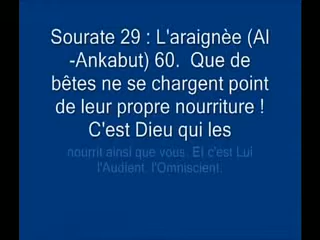 Sourate 29 : L'araignèe (Al
-Ankabut) 60.  Que de
bêtes ne se chargent point
de leur propre nourriture !
C'est Dieu qui les
nourrit ainsi que vous. Et c'est Lui
l'Audient, l'Omniscient.